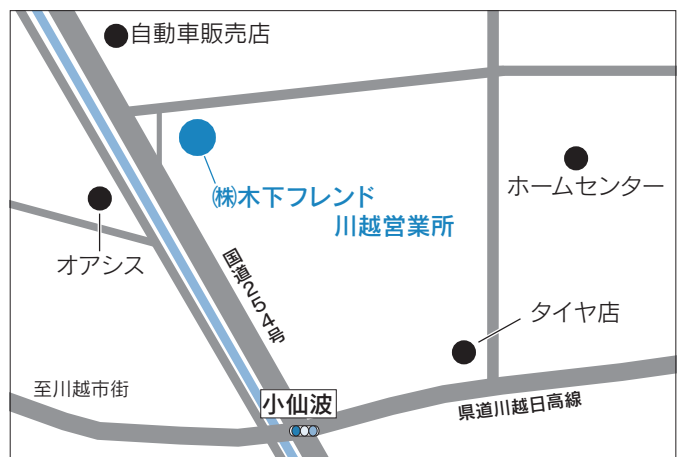 自動車販売店
㈱木下フレンド
川越営業所
ホームセンター
オアシス
国道254号
タイヤ店
至川越市街
小仙波
県道川越日高線